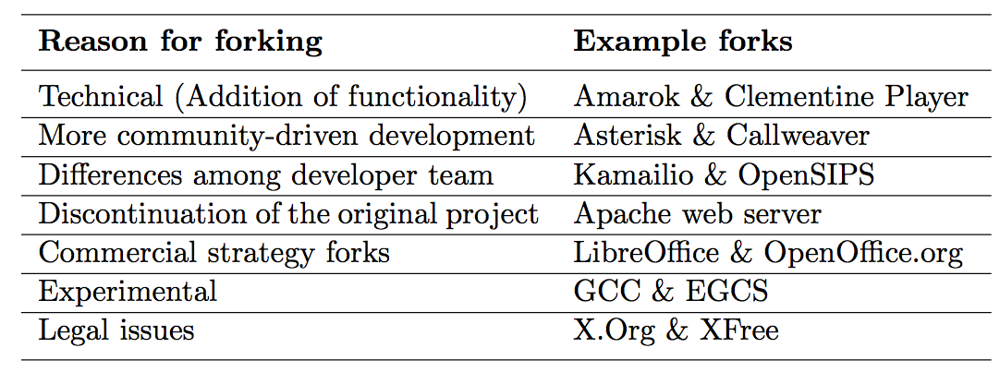 Reason for forking Example forks
Technical (Addition of functionality) Amarok & Clementine Player
More community-driven development Asterisk & Callweaver
Differences among developer team Kamailio & OpenSIPS
Discontinuation of the original project Apache web server
Commercial strategy forks LibreOffice & OpenOffice.org
Experimental GCC & EGCS
Legal issues X.Org & XFree